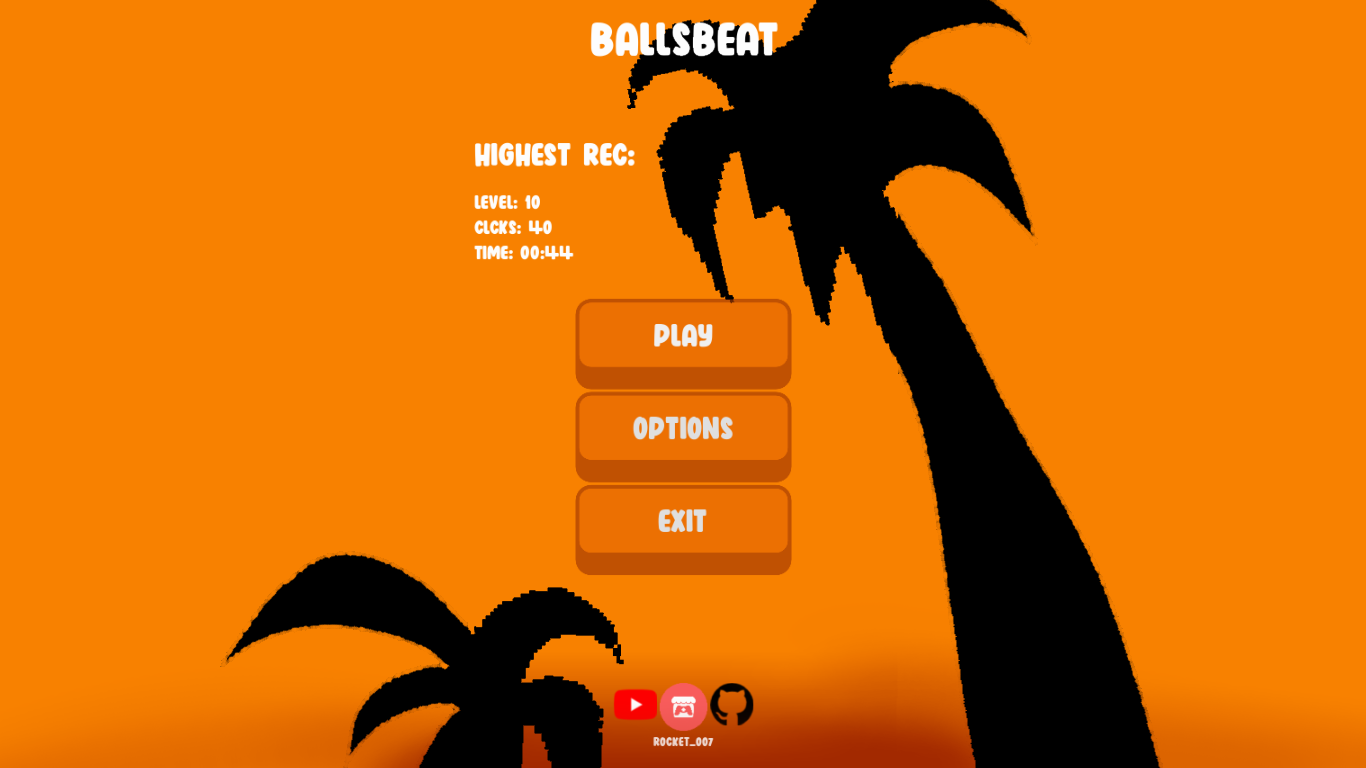 BALLSBEAT
HIGHEST REC:
LEVEL: 10
CLCKS: 40
TIME: 00:44
PLAY
OPTIONS
EXIT
ROCKET_007